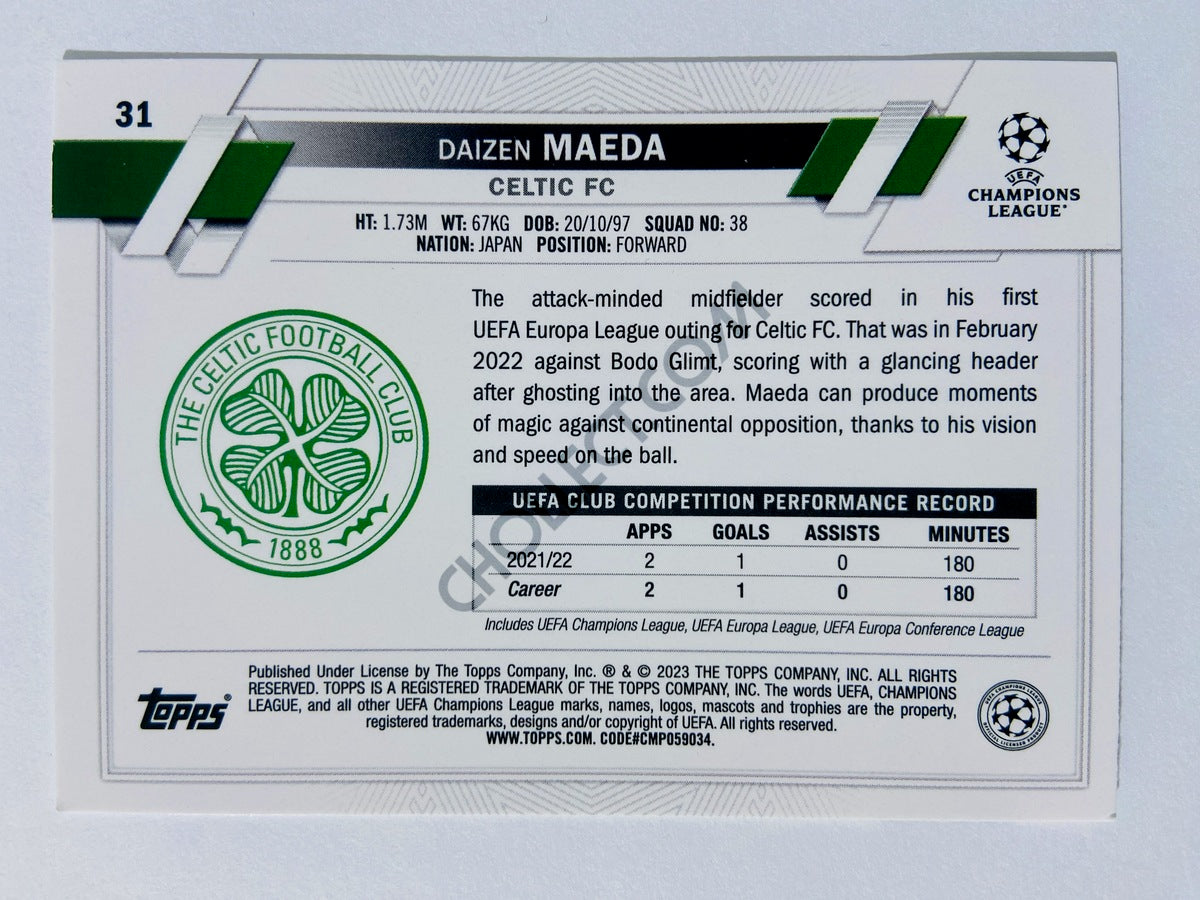 31
DAIZEN MAEDA
CELTIC FC
UEFA
CHAMPIONS
LEAGUE®
HT: 1.73M WT: 67KG DOB: 20/10/97 SQUAD NO: 38
NATION: JAPAN POSITION: FORWARD
The attack-minded midfielder scored in his first
UEFA Europa League outing for Celtic FC. That was in February
2022 against Bodo Glimt, scoring with a glancing header
after ghosting into the area. Maeda can produce moments
of magic against continental opposition, thanks to his vision
and speed on the ball.
THE CELTIC FOOTBALL CLUB
1888
UEFA CLUB COMPETITION PERFORMANCE RECORD
APPS GOALS ASSISTS MINUTES
2021/22 2 1 0 180
Career 2 1 0 180
Includes UEFA Champions League, UEFA Europa League, UEFA Europa Conference League
CHOLLECT.COM
Published Under License by The Topps Company, Inc. ® & © 2023 THE TOPPS COMPANY, INC. ALL RIGHTS
RESERVED. TOPPS IS A REGISTERED TRADEMARK OF THE TOPPS COMPANY, INC. The words UEFA, CHAMPIONS
LEAGUE, and all other UEFA Champions League marks, names, logos, mascots and trophies are the property,
registered trademarks, designs and/or copyright of UEFA. All rights reserved.
WWW.TOPPS.COM. CODE#CMP059034.
Topps®
UEFA CHAMPIONS LEAGUE
OFFICIAL LICENSED PRODUCT